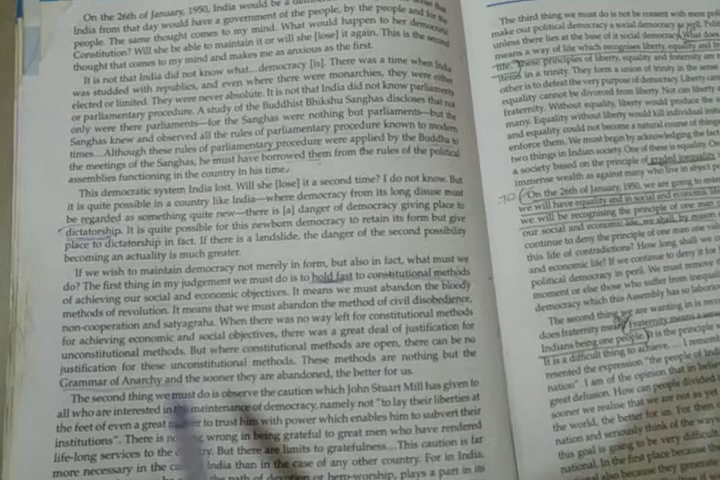 On the 26th of January, 1950, India would be a
India from that day would have a government of the people, by the people and for the
people. The same thought comes to my mind. What would happen to her democratic
Constitution? Will she be able to maintain it or will she [lose] it again. This is the second
thought that comes to my mind and makes me as anxious as the first.
It is not that India did not know what...democracy [is]. There was a time when India
was studded with republics, and even where there were monarchies, they were either
elected or limited. They were never absolute. It is not that India did not know parliaments
or parliamentary procedure. A study of the Buddhist Bhikshu Sanghas discloses that not
only were there parliaments—for the Sanghas were nothing but parliaments—but the
Sanghas knew and observed all the rules of parliamentary procedure known to modern
times....Although these rules of parliamentary procedure were applied by the Buddha to
the meetings of the Sanghas, he must have borrowed them from the rules of the political
assemblies functioning in the country in his time.
This democratic system India lost. Will she [lose] it a second time? I do not know. But
it is quite possible in a country like India—where democracy from its long disuse must
be regarded as something quite new—there is [a] danger of democracy giving place to
dictatorship. It is quite possible for this newborn democracy to retain its form but give
place to dictatorship in fact. If there is a landslide, the danger of the second possibility
becoming an actuality is much greater.
If we wish to maintain democracy not merely in form, but also in fact, what must we
do? The first thing in my judgement we must do is to hold fast to constitutional methods
of achieving our social and economic objectives. It means we must abandon the bloody
methods of revolution. It means that we must abandon the method of civil disobedience,
non-cooperation and satyagraha. When there was no way left for constitutional methods
for achieving economic and social objectives, there was a great deal of justification for
unconstitutional methods. But where constitutional methods are open, there can be no
justification for these unconstitutional methods. These methods are nothing but the
Grammar of Anarchy and the sooner they are abandoned, the better for us.
The second thing we must do is observe the caution which John Stuart Mill has given to
all who are interested in the maintenance of democracy, namely not "to lay their liberties at
the feet of even a great to trust him with power which enables him to subvert their
institutions". There is wrong in being grateful to great men who have rendered
life-long services to the But there are limits to gratefulness... This caution is far
more necessary in the India than in the case of any other country. For in India,
the path of devotion or hero-worship, plays a part in its
The third thing we must do is not be content with mere
make our political democracy a social democracy
unless there lies at the base of it social democracy. What does
means a way of life which recognises liberty, equality and
life. These principles of liberty, equality and fraternity are
items in a trinity. They form a union of trinity in the sense
other is to defeat the very purpose of democracy. Liberty can
equality cannot be divorced from liberty. Nor can liberty
fraternity. Without equality, liberty would produce the
many. Equality without liberty would kill individual
and equality could not become a natural course of things
enforce them. We must begin by acknowledging the fact
two things in Indian society. One of these is equality. On
a society based on the principle of graded inequality
immense wealth as against many who live in abject
On the 26th of January, 1950, we are going to
we will have equality and in social and economic
we will be recognising the principle of one man
our social and economic life, we shall, by reason
continue to deny the principle of one man one value
this life of contradictions? How long shall we
and economic life? If we continue to deny it for
political democracy in peril. We must remove
moment or else those who suffer from
democracy which this Assembly has so
The second thing we are wanting in is
does fraternity mean? Fraternity means a
Indians being one people. It is the principle
It is a difficult thing to achieve.... I
resented the expression "the people of
nation". I am of the opinion that in
great delusion. How can people divided
sooner we realise that we are not as yet
the world, the better for us. For then
nation and seriously think of the ways
this goal is going to be very difficult
national. In the first place because
also because they generate